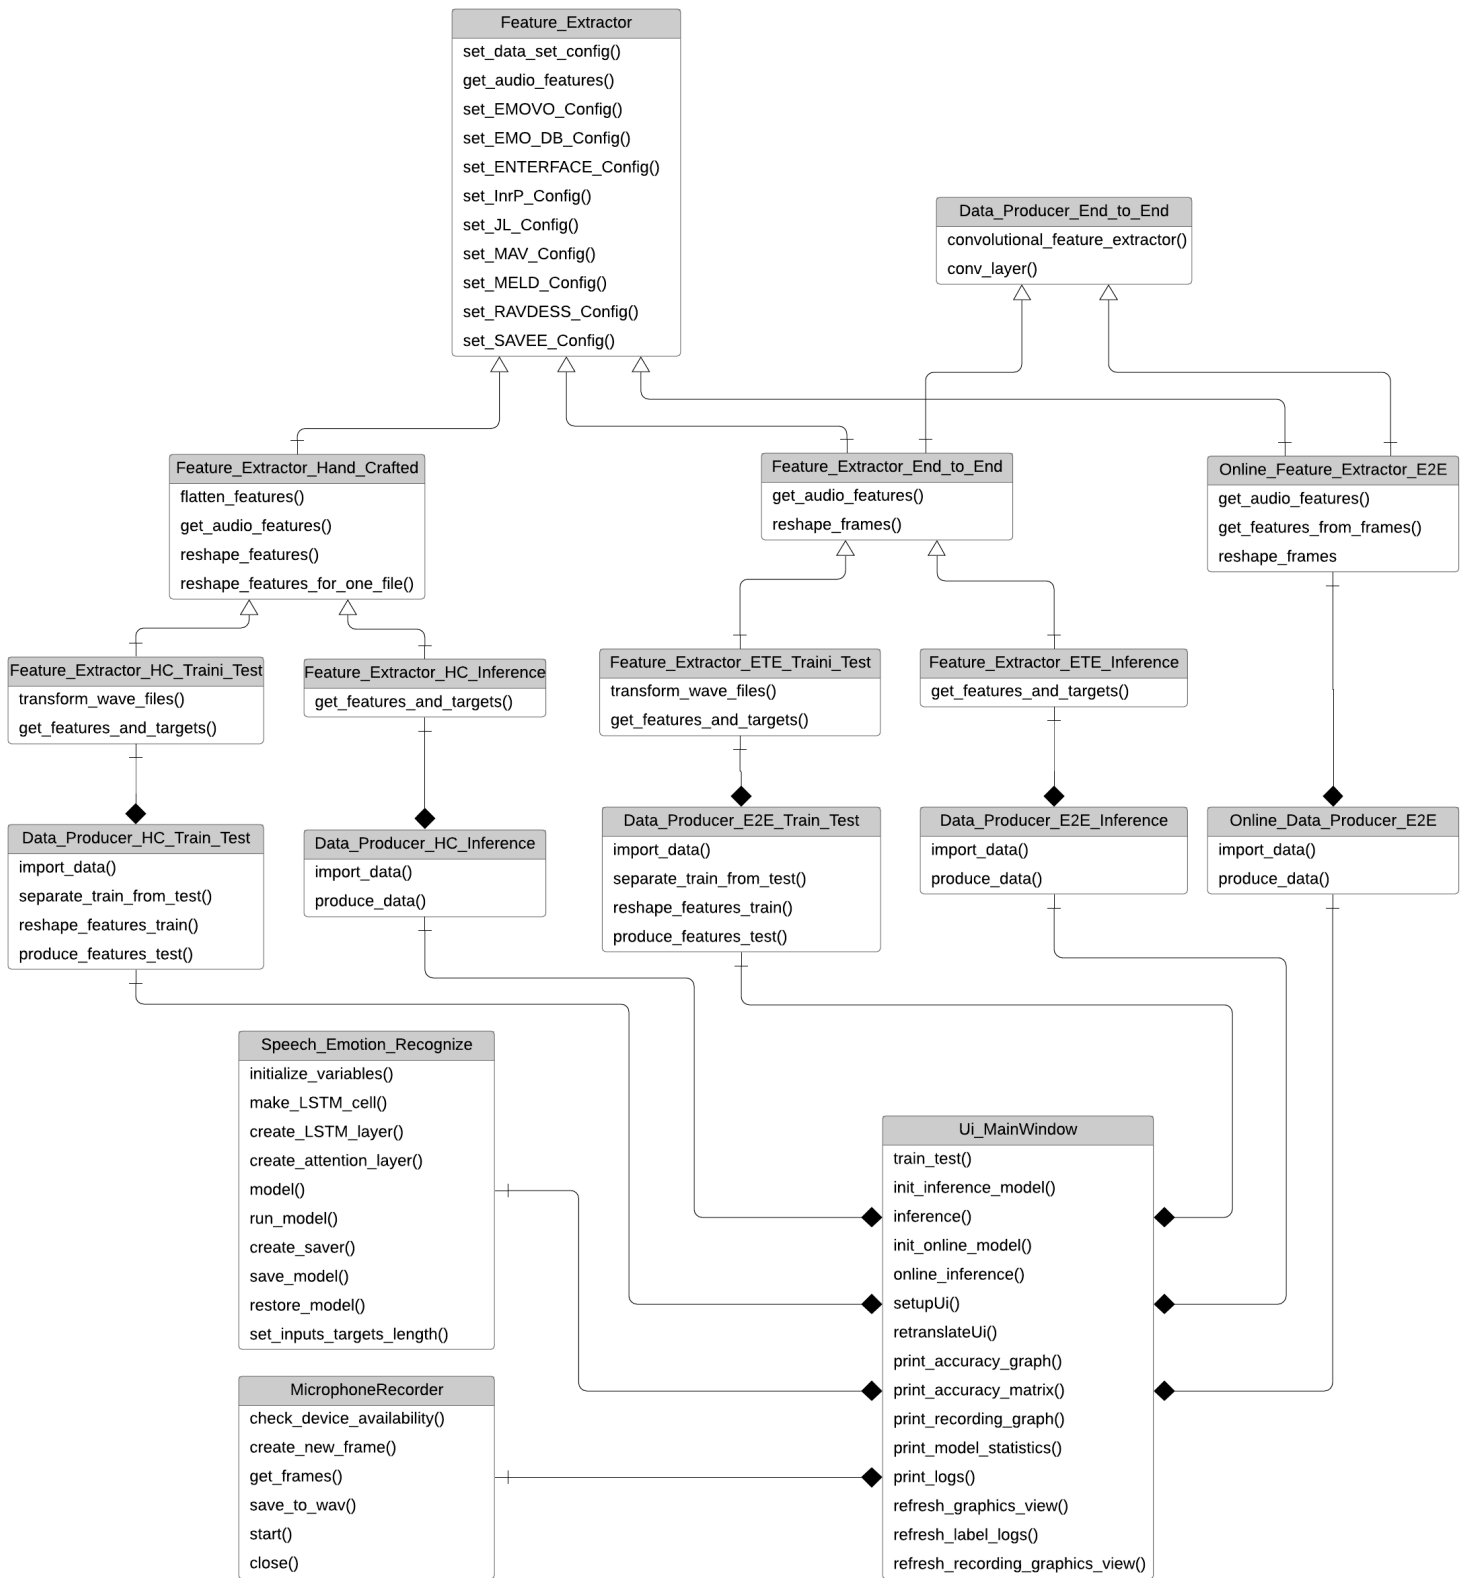 Feature_Extractor
set_data_set_config()
get_audio_features()
set_EMOVO_Config()
set_EMO_DB_Config()
set_ENTERFACE_Config()
set_InrP_Config()
set_JL_Config()
set_MAV_Config()
set_MELD_Config()
set_RAVDESS_Config()
set_SAVEE_Config()
Data_Producer_End_to_End
convolutional_feature_extractor()
conv_layer()
Feature_Extractor_Hand_Crafted
flatten_features()
get_audio_features()
reshape_features()
reshape_features_for_one_file()
Feature_Extractor_End_to_End
get_audio_features()
reshape_frames()
Online_Feature_Extractor_E2E
get_audio_features()
get_features_from_frames()
reshape_frames
Feature_Extractor_HC_Traini_Test
transform_wave_files()
get_features_and_targets()
Feature_Extractor_HC_Inference
get_features_and_targets()
Feature_Extractor_ETE_Traini_Test
transform_wave_files()
get_features_and_targets()
Feature_Extractor_ETE_Inference
get_features_and_targets()
Data_Producer_HC_Train_Test
import_data()
separate_train_from_test()
reshape_features_train()
produce_features_test()
Data_Producer_HC_Inference
import_data()
produce_data()
Data_Producer_E2E_Train_Test
import_data()
separate_train_from_test()
reshape_features_train()
produce_features_test()
Data_Producer_E2E_Inference
import_data()
produce_data()
Online_Data_Producer_E2E
import_data()
produce_data()
Speech_Emotion_Recognize
initialize_variables()
make_LSTM_cell()
create_LSTM_layer()
create_attention_layer()
model()
run_model()
create_saver()
save_model()
restore_model()
set_inputs_targets_length()
MicrophoneRecorder
check_device_availability()
create_new_frame()
get_frames()
save_to_wav()
start()
close()
Ui_MainWindow
train_test()
init_inference_model()
inference()
init_online_model()
online_inference()
setupUi()
retranslateUi()
print_accuracy_graph()
print_accuracy_matrix()
print_recording_graph()
print_model_statistics()
print_logs()
refresh_graphics_view()
refresh_label_logs()
refresh_recording_graphics_view()